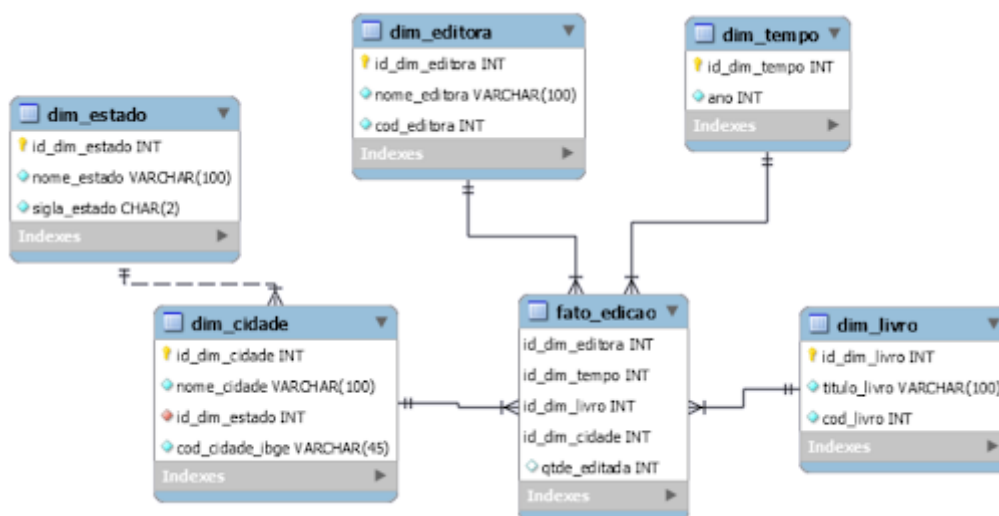 dim_editora
id_dim_editora INT
nome_editora VARCHAR(100)
cod_editora INT
Indexes
dim_tempo
id_dim_tempo INT
ano INT
Indexes
dim_estado
id_dim_estado INT
nome_estado VARCHAR(100)
sigla_estado CHAR(2)
Indexes
dim_cidade
id_dim_cidade INT
nome_cidade VARCHAR(100)
id_dim_estado INT
cod_cidade_ibge VARCHAR(45)
Indexes
fato_edicao
id_dim_editora INT
id_dim_tempo INT
id_dim_livro INT
id_dim_cidade INT
qtde_editada INT
Indexes
dim_livro
id_dim_livro INT
titulo_livro VARCHAR(100)
cod_livro INT
Indexes